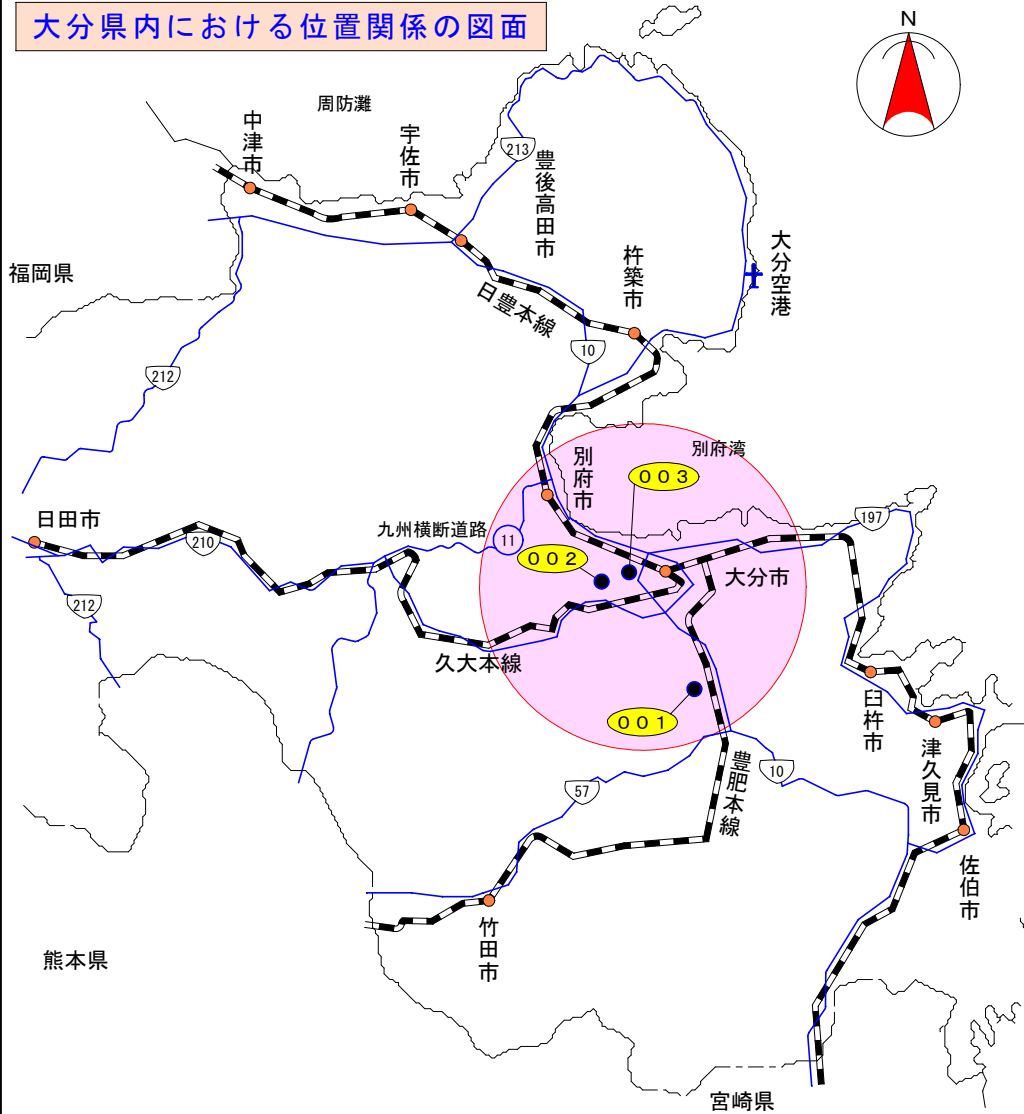 大分県内における位置関係の図面
N
周防灘
中津市
宇佐市
213
豊後高田市
大分空港
杵築市
福岡県
日豊本線
10
212
別府湾
別府市
００３
日田市
九州横断道路
197
210
11
００２
大分市
212
久大本線
００１
臼杵市
津久見市
豊肥本線
10
57
佐伯市
竹田市
熊本県
宮崎県